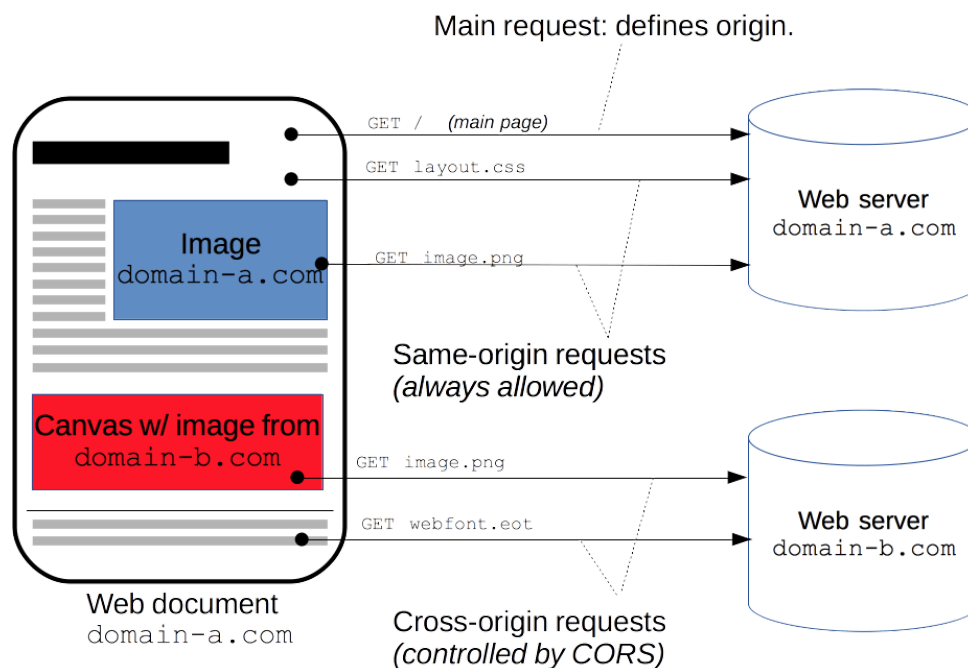 Main request: defines origin.
GET / (main page)
GET layout.css
Image
domain-a.com
GET image.png
Web server
domain-a.com
Same-origin requests
(always allowed)
Canvas w/ image from
domain-b.com
GET image.png
GET webfont.eot
Web server
domain-b.com
Web document
domain-a.com
Cross-origin requests
(controlled by CORS)